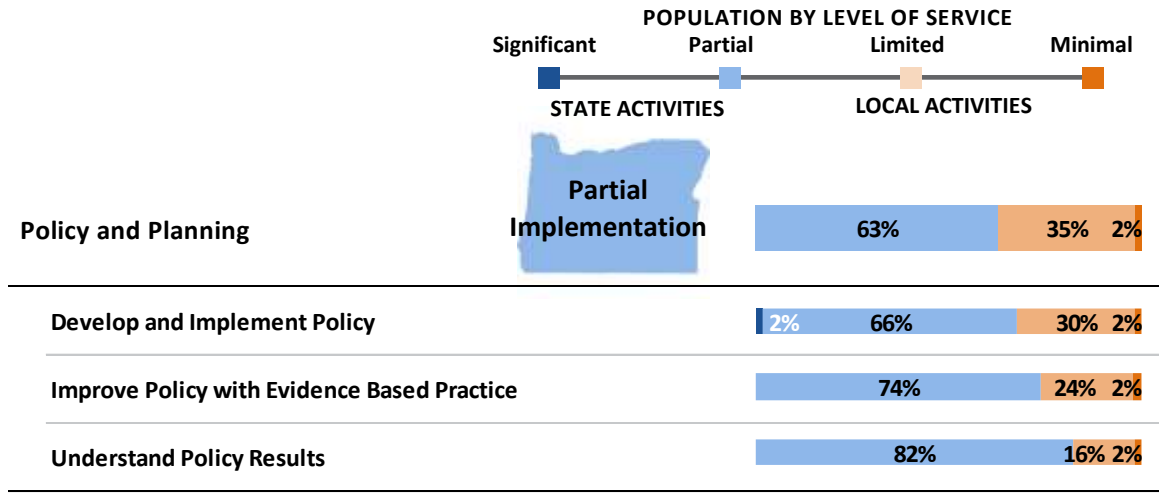 POPULATION BY LEVEL OF SERVICE
Significant Partial Limited Minimal
STATE ACTIVITIES LOCAL ACTIVITIES
Partial
Implementation
Policy and Planning 63% 35% 2%
Develop and Implement Policy 2% 66% 30% 2%
Improve Policy with Evidence Based Practice 74% 24% 2%
Understand Policy Results 82% 16% 2%